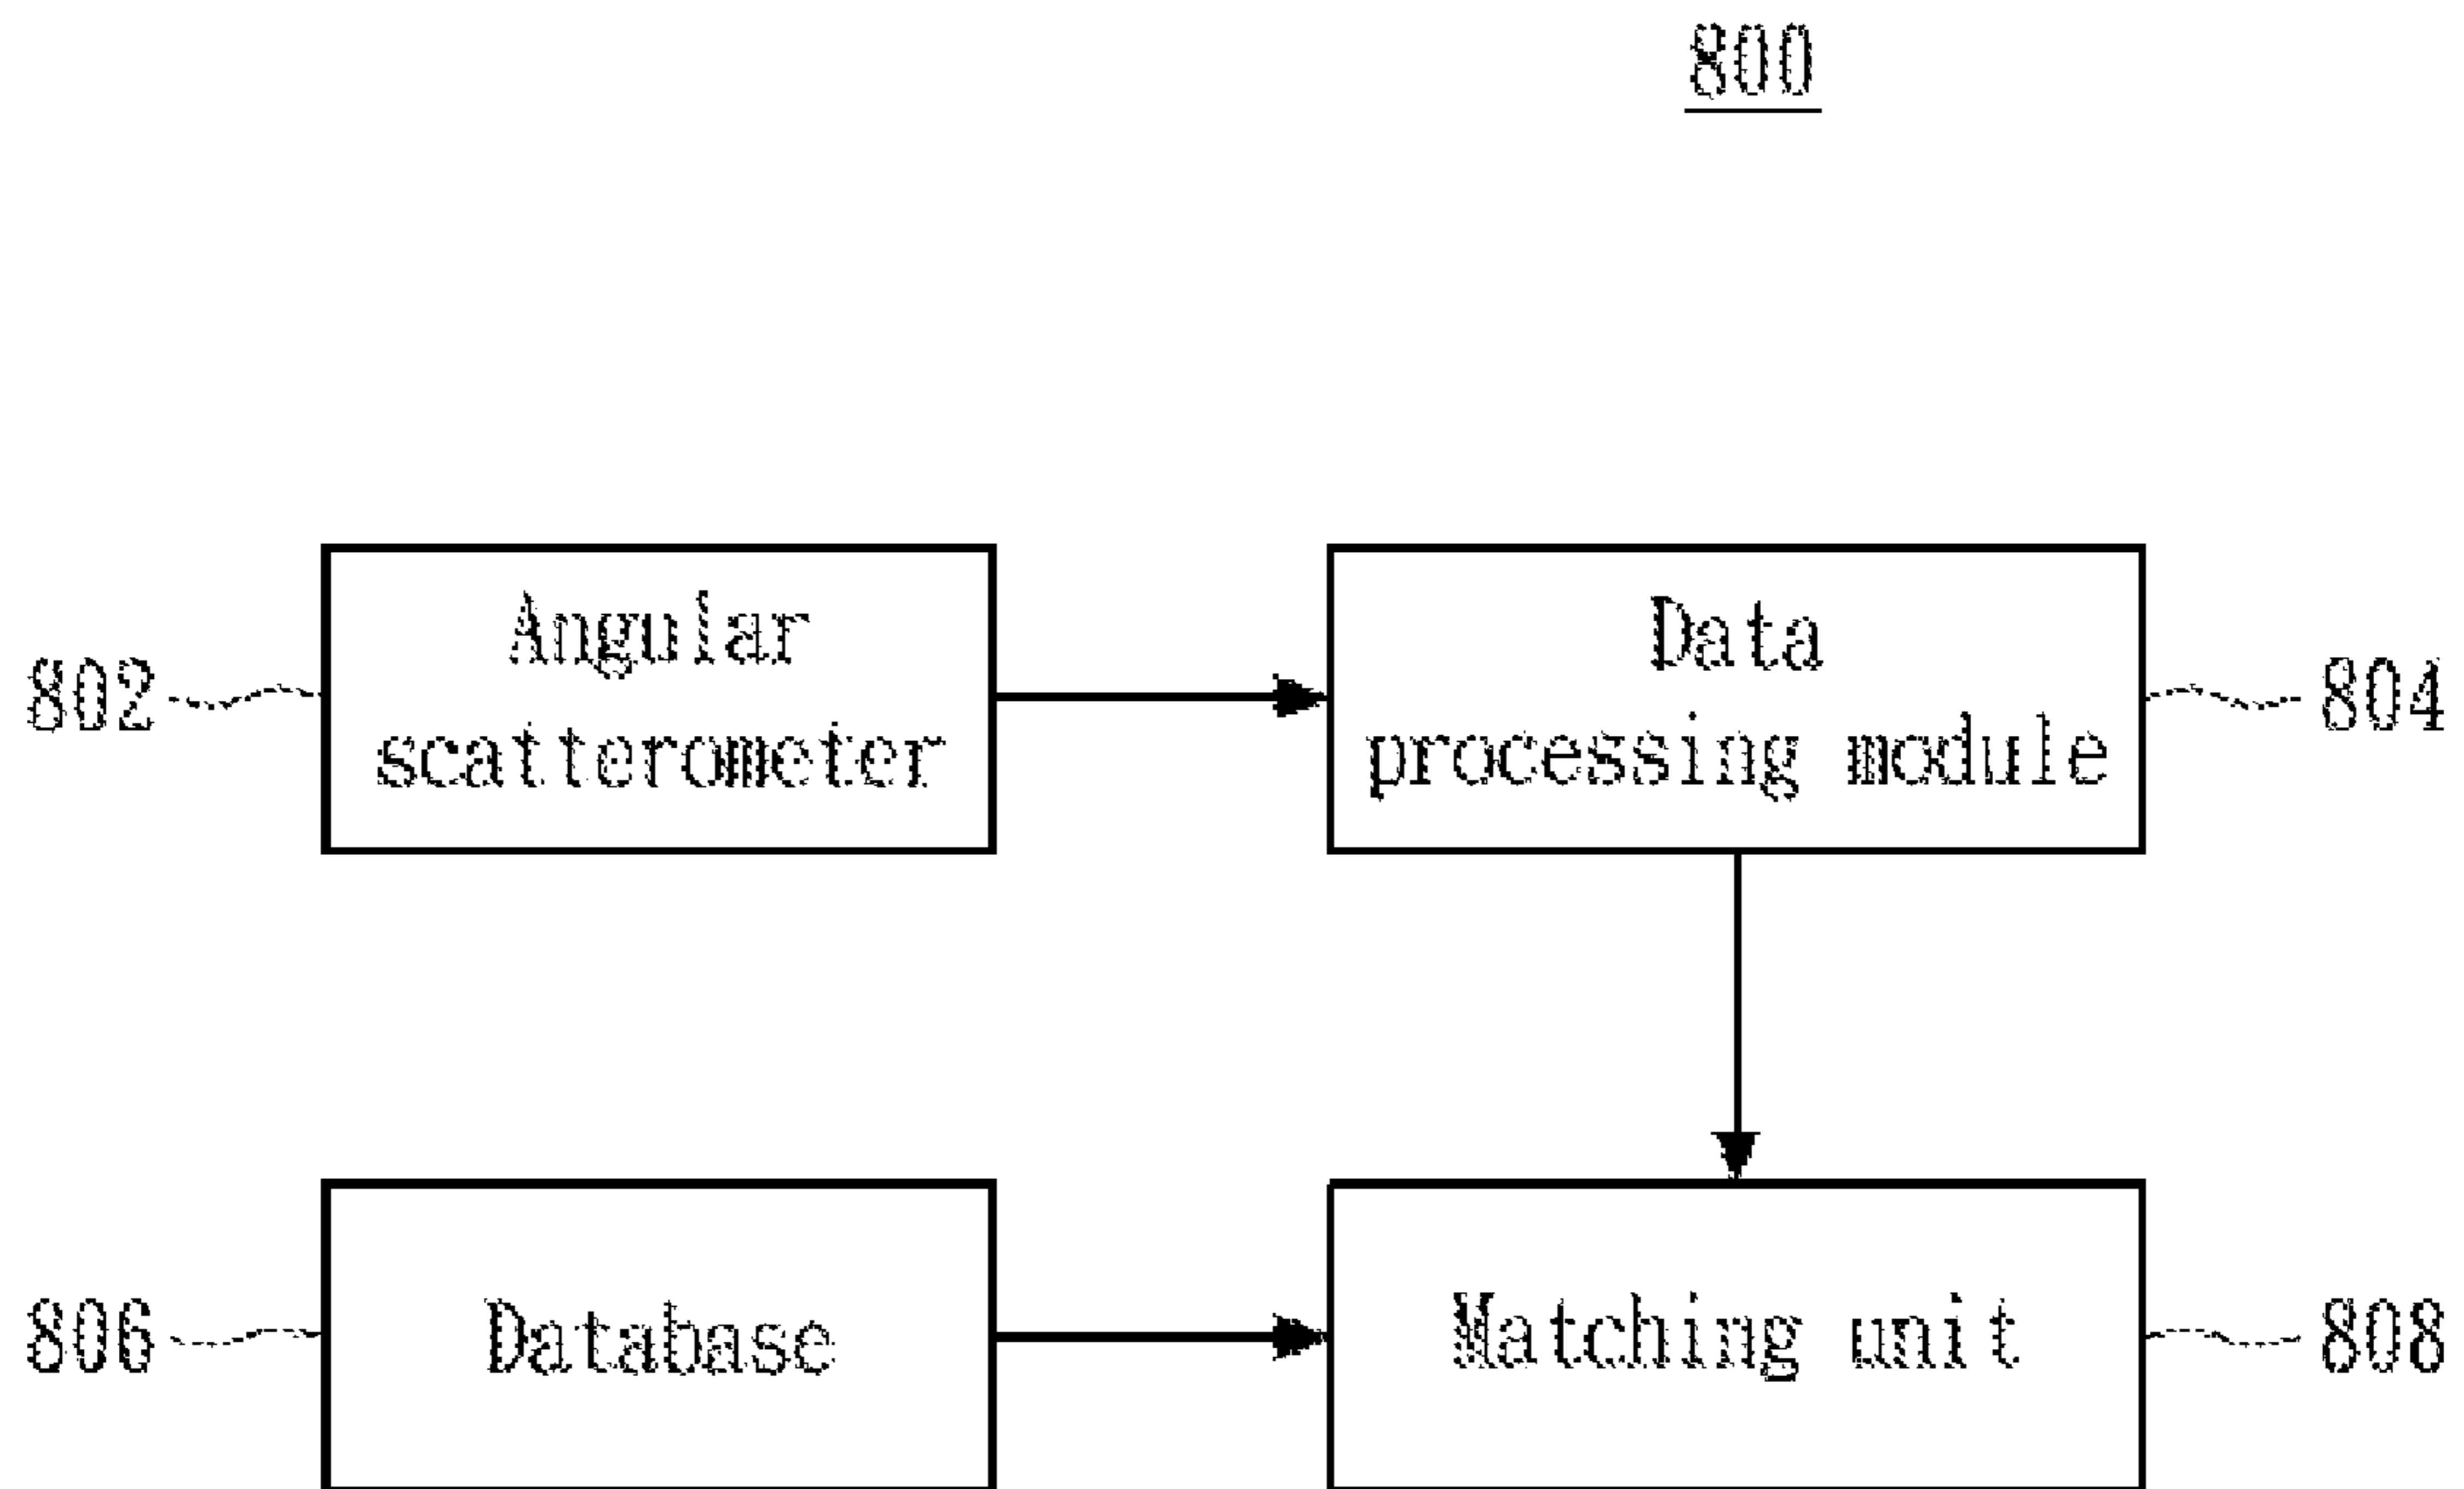 800
Angular
scatterometer
802
Data
processing module
804
Database
806
Matching unit
808